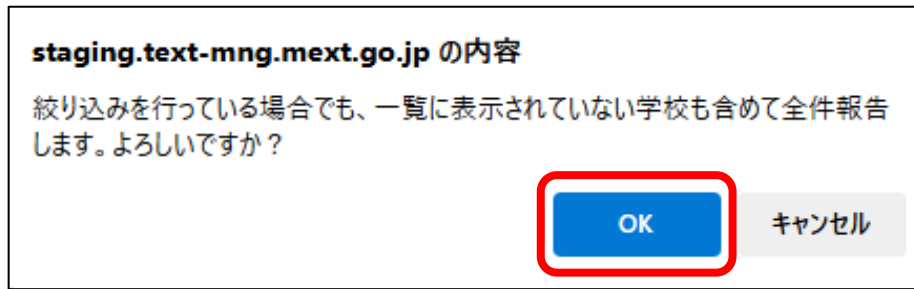 staging.text-mng.mext.go.jp の内容
絞り込みを行っている場合でも、一覧に表示されていない学校も含めて全件報告
します。よろしいですか？
OK キャンセル